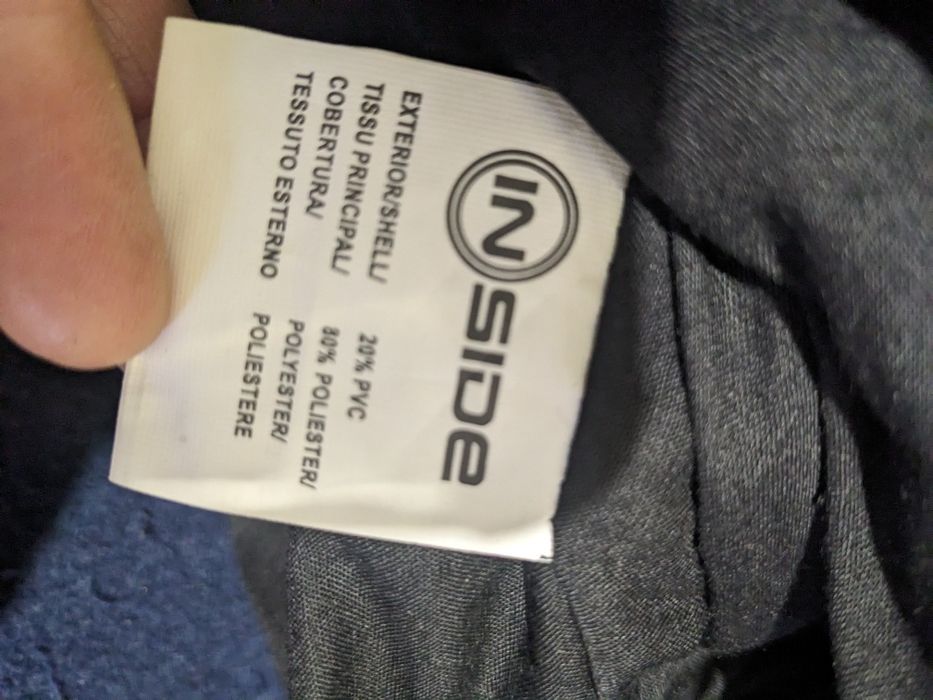 INSIDE
EXTERIOR/SHELL/
TISSU PRINCIPAL/
COBERTURA/
TESSUTO ESTERNO
20% PVC
80% POLIESTER/
POLYESTER/
POLIESTERE